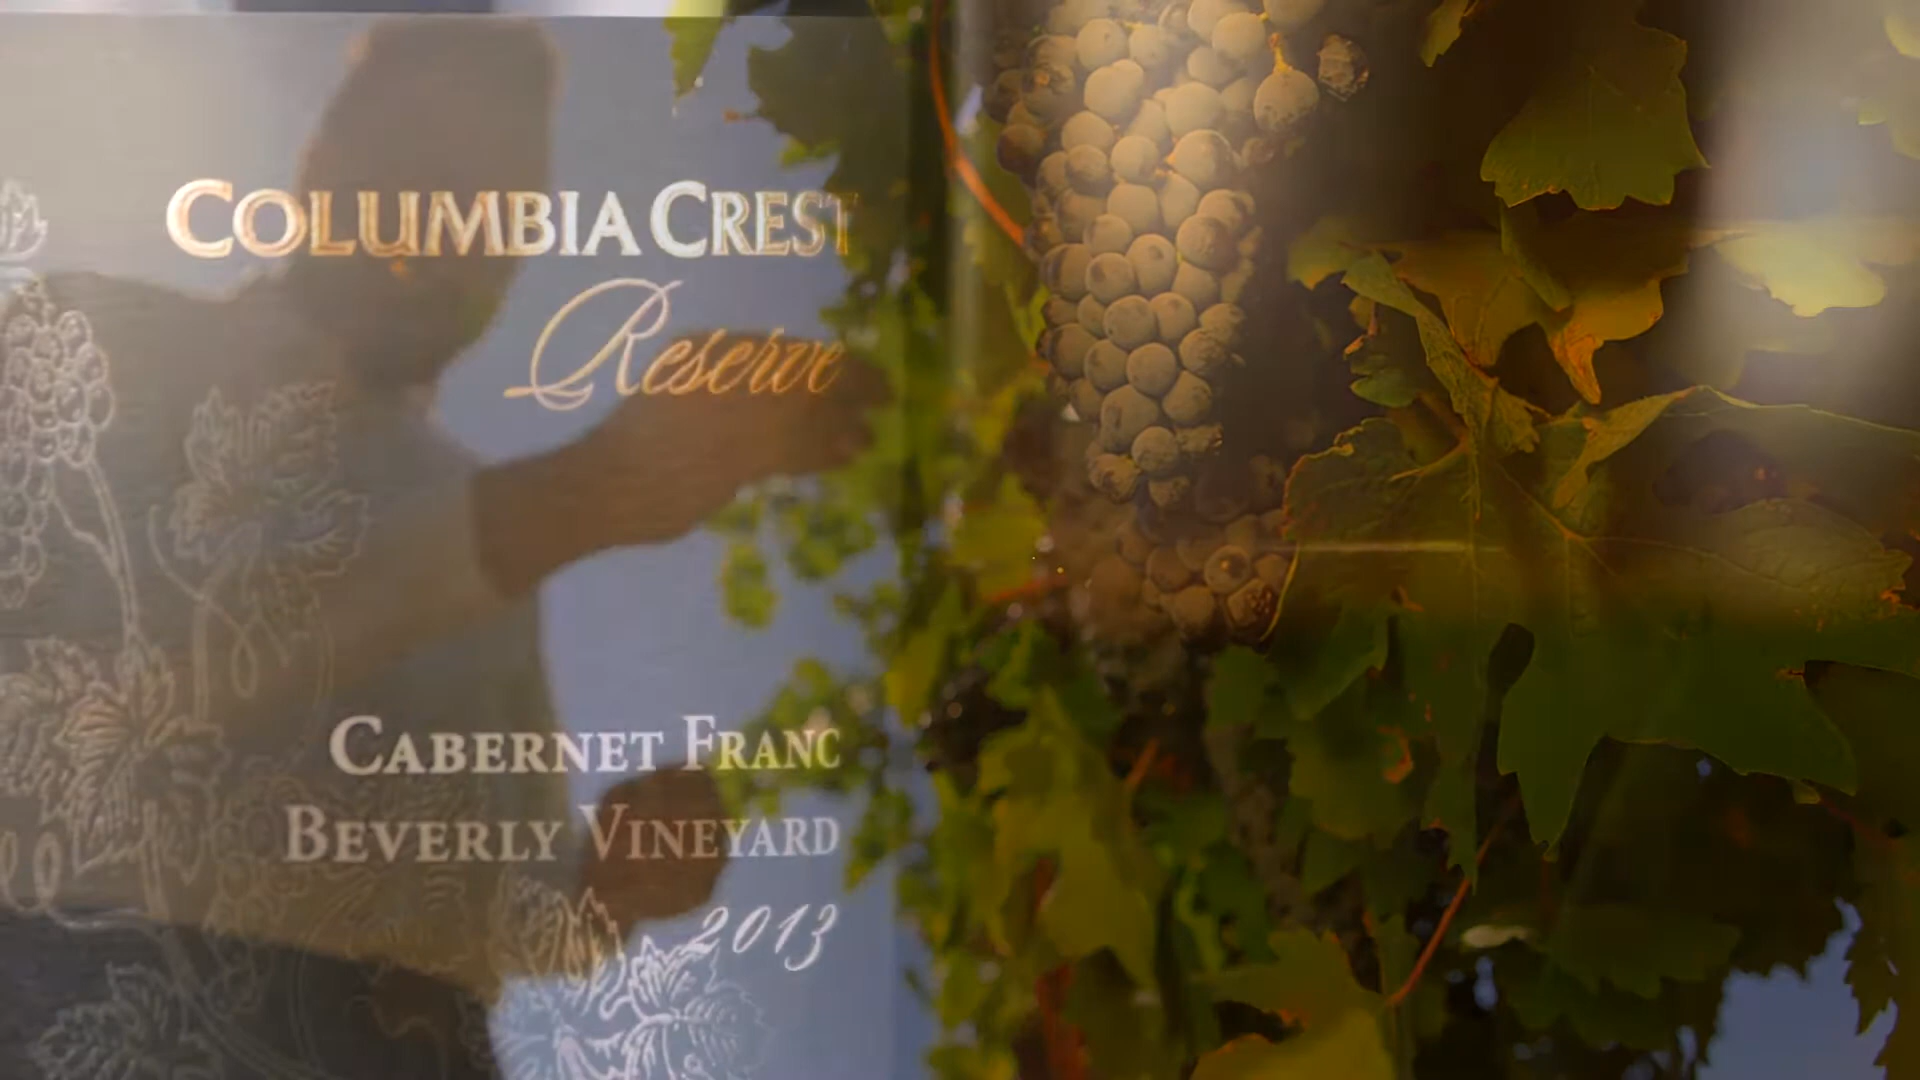 COLUMBIA CREST
Reserve
CABERNET FRANC
BEVERLY VINEYARD
2013